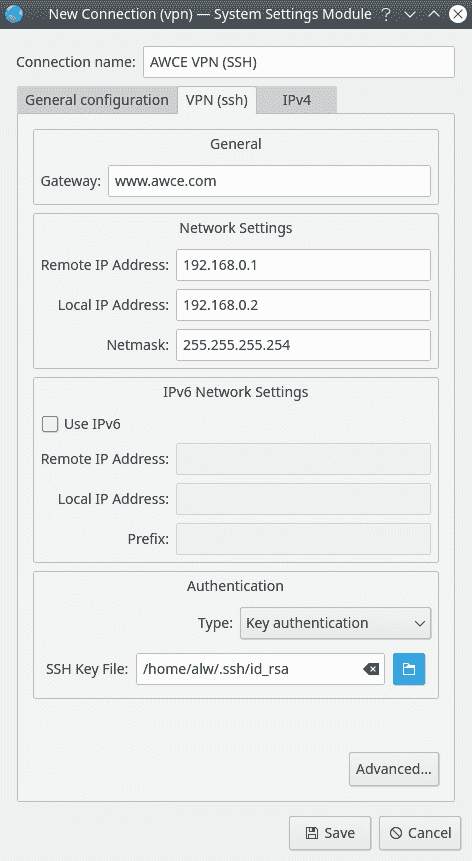 New Connection (vpn) — System Settings Module ?
Connection name: AWCE VPN (SSH)
General configuration VPN (ssh) IPv4
General
Gateway: www.awce.com
Network Settings
Remote IP Address: 192.168.0.1
Local IP Address: 192.168.0.2
Netmask: 255.255.255.254
IPv6 Network Settings
Use IPv6
Remote IP Address:
Local IP Address:
Prefix:
Authentication
Type: Key authentication
SSH Key File: /home/alw/.ssh/id_rsa
Advanced...
Save Cancel